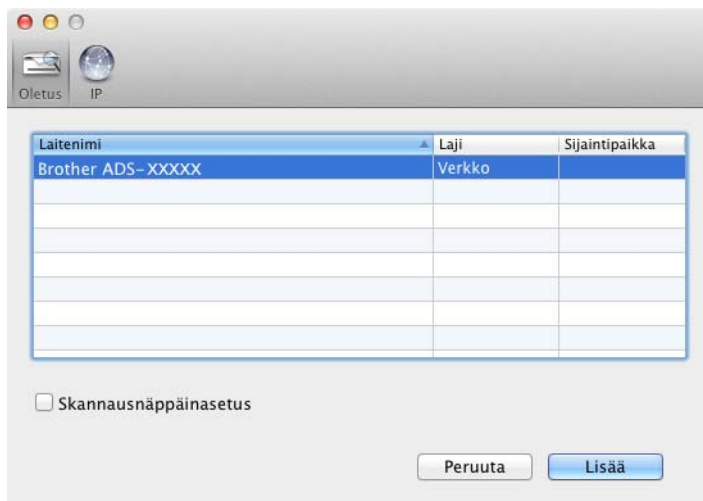 Oletus IP
Laitenimi Laji Sijaintipaikka
Brother ADS-XXXXX Verkko
Skannausnäppäinasetus
Peruuta Lisää